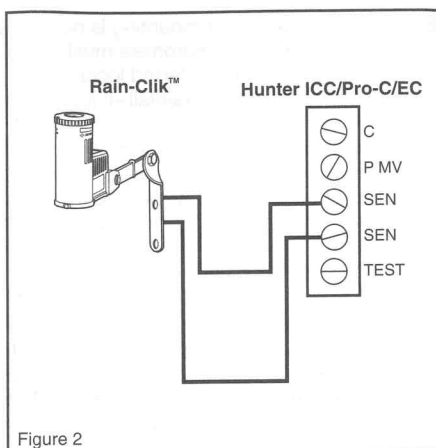 Rain-Clik™
Hunter ICC/Pro-C/EC
C
P MV
SEN
SEN
TEST
Figure 2